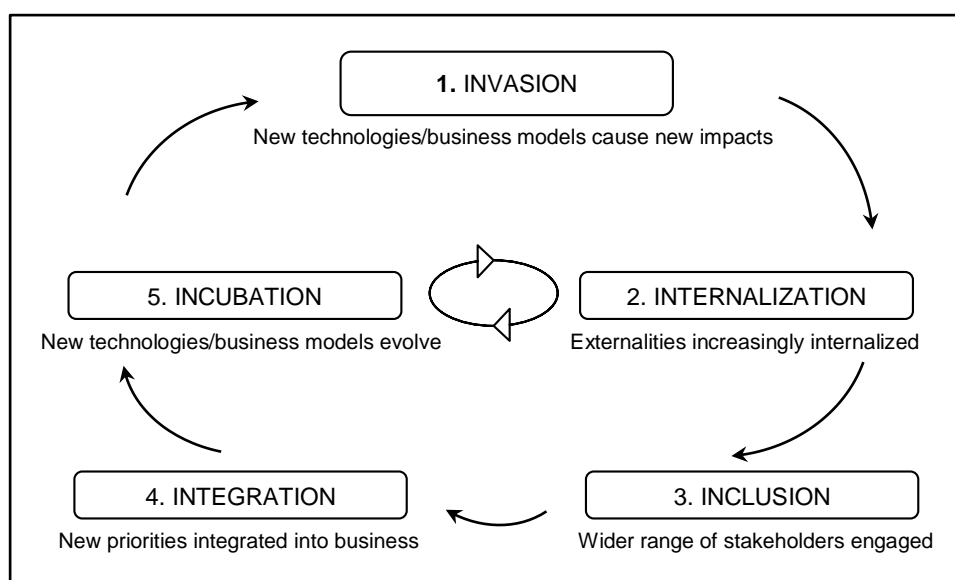 1. INVASION
New technologies/business models cause new impacts
5. INCUBATION
New technologies/business models evolve
2. INTERNALIZATION
Externalities increasingly internalized
4. INTEGRATION
New priorities integrated into business
3. INCLUSION
Wider range of stakeholders engaged